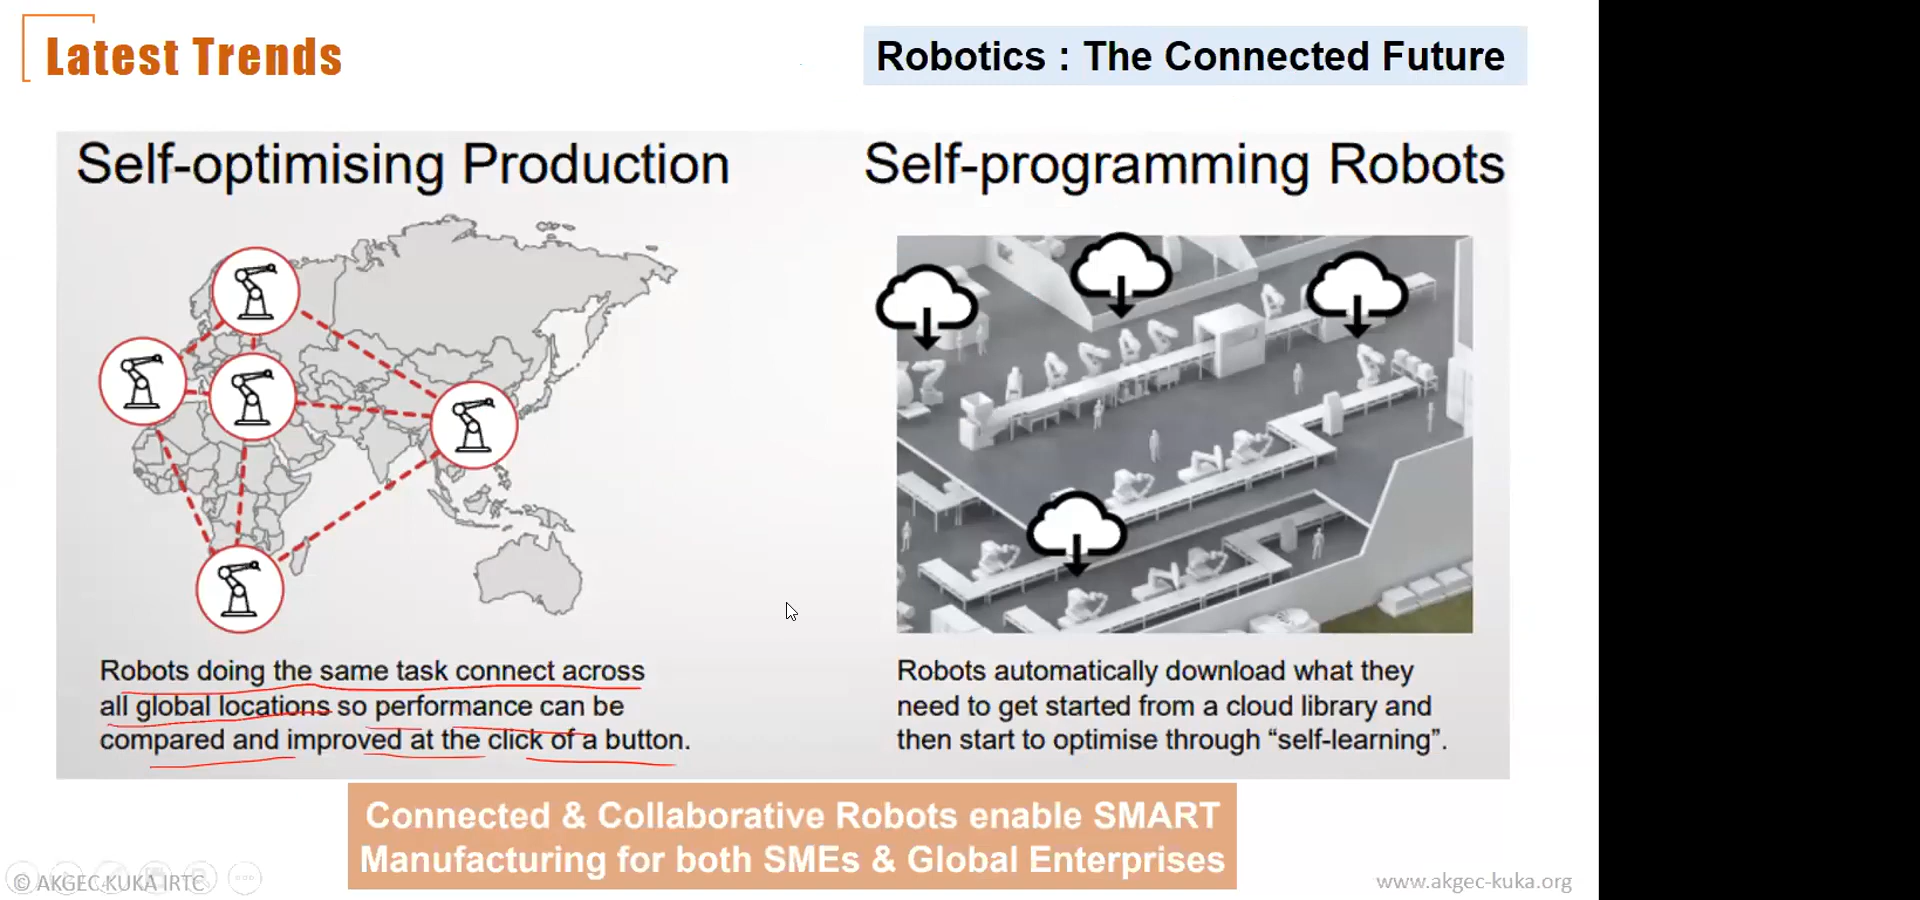 Latest Trends
Robotics : The Connected Future
Self-optimising Production
Robots doing the same task connect across
all global locations so performance can be
compared and improved at the click of a button.
Self-programming Robots
Robots automatically download what they
need to get started from a cloud library and
then start to optimise through “self-learning”.
Connected & Collaborative Robots enable SMART
Manufacturing for both SMEs & Global Enterprises
© AKGEC-KUKA IRTC
www.akgec-kuka.org